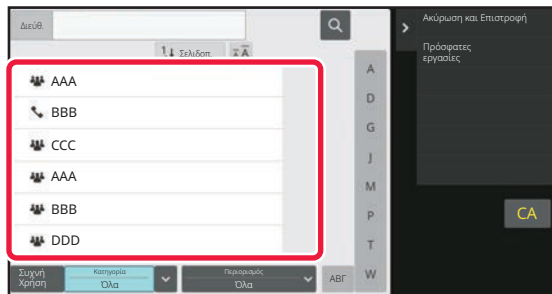 Διεύθ.
1 Σελιδοπ.
AAA
BBB
CCC
AAA
BBB
DDD
A
D
G
J
M
P
T
W
Συχνή
Χρήση
Κατηγορία
Όλα
Περιορισμός
Όλα
ΑΒΓ
Ακύρωση και Επιστροφή
Πρόσφατες
εργασίες
CA